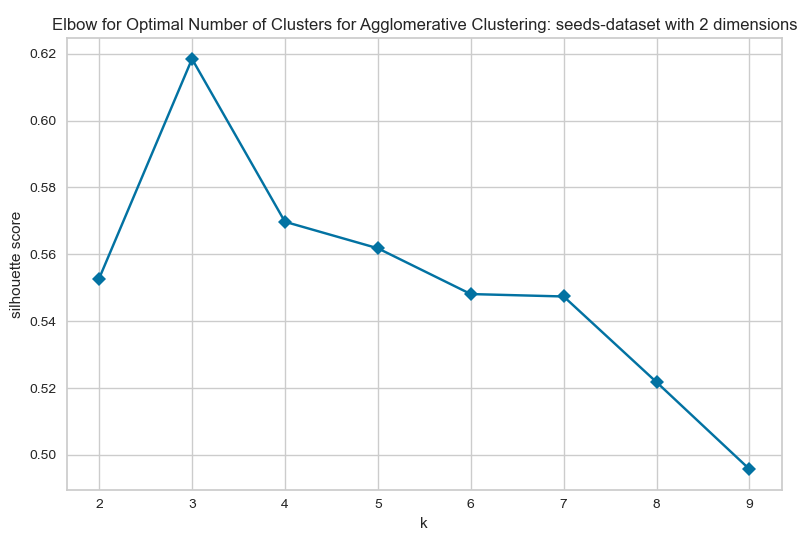 Elbow for Optimal Number of Clusters for Agglomerative Clustering: seeds-dataset with 2 dimensions
0.62
0.60
0.58
0.56
0.54
0.52
0.50
silhouette score
2 3 4 5 6 7 8 9
k